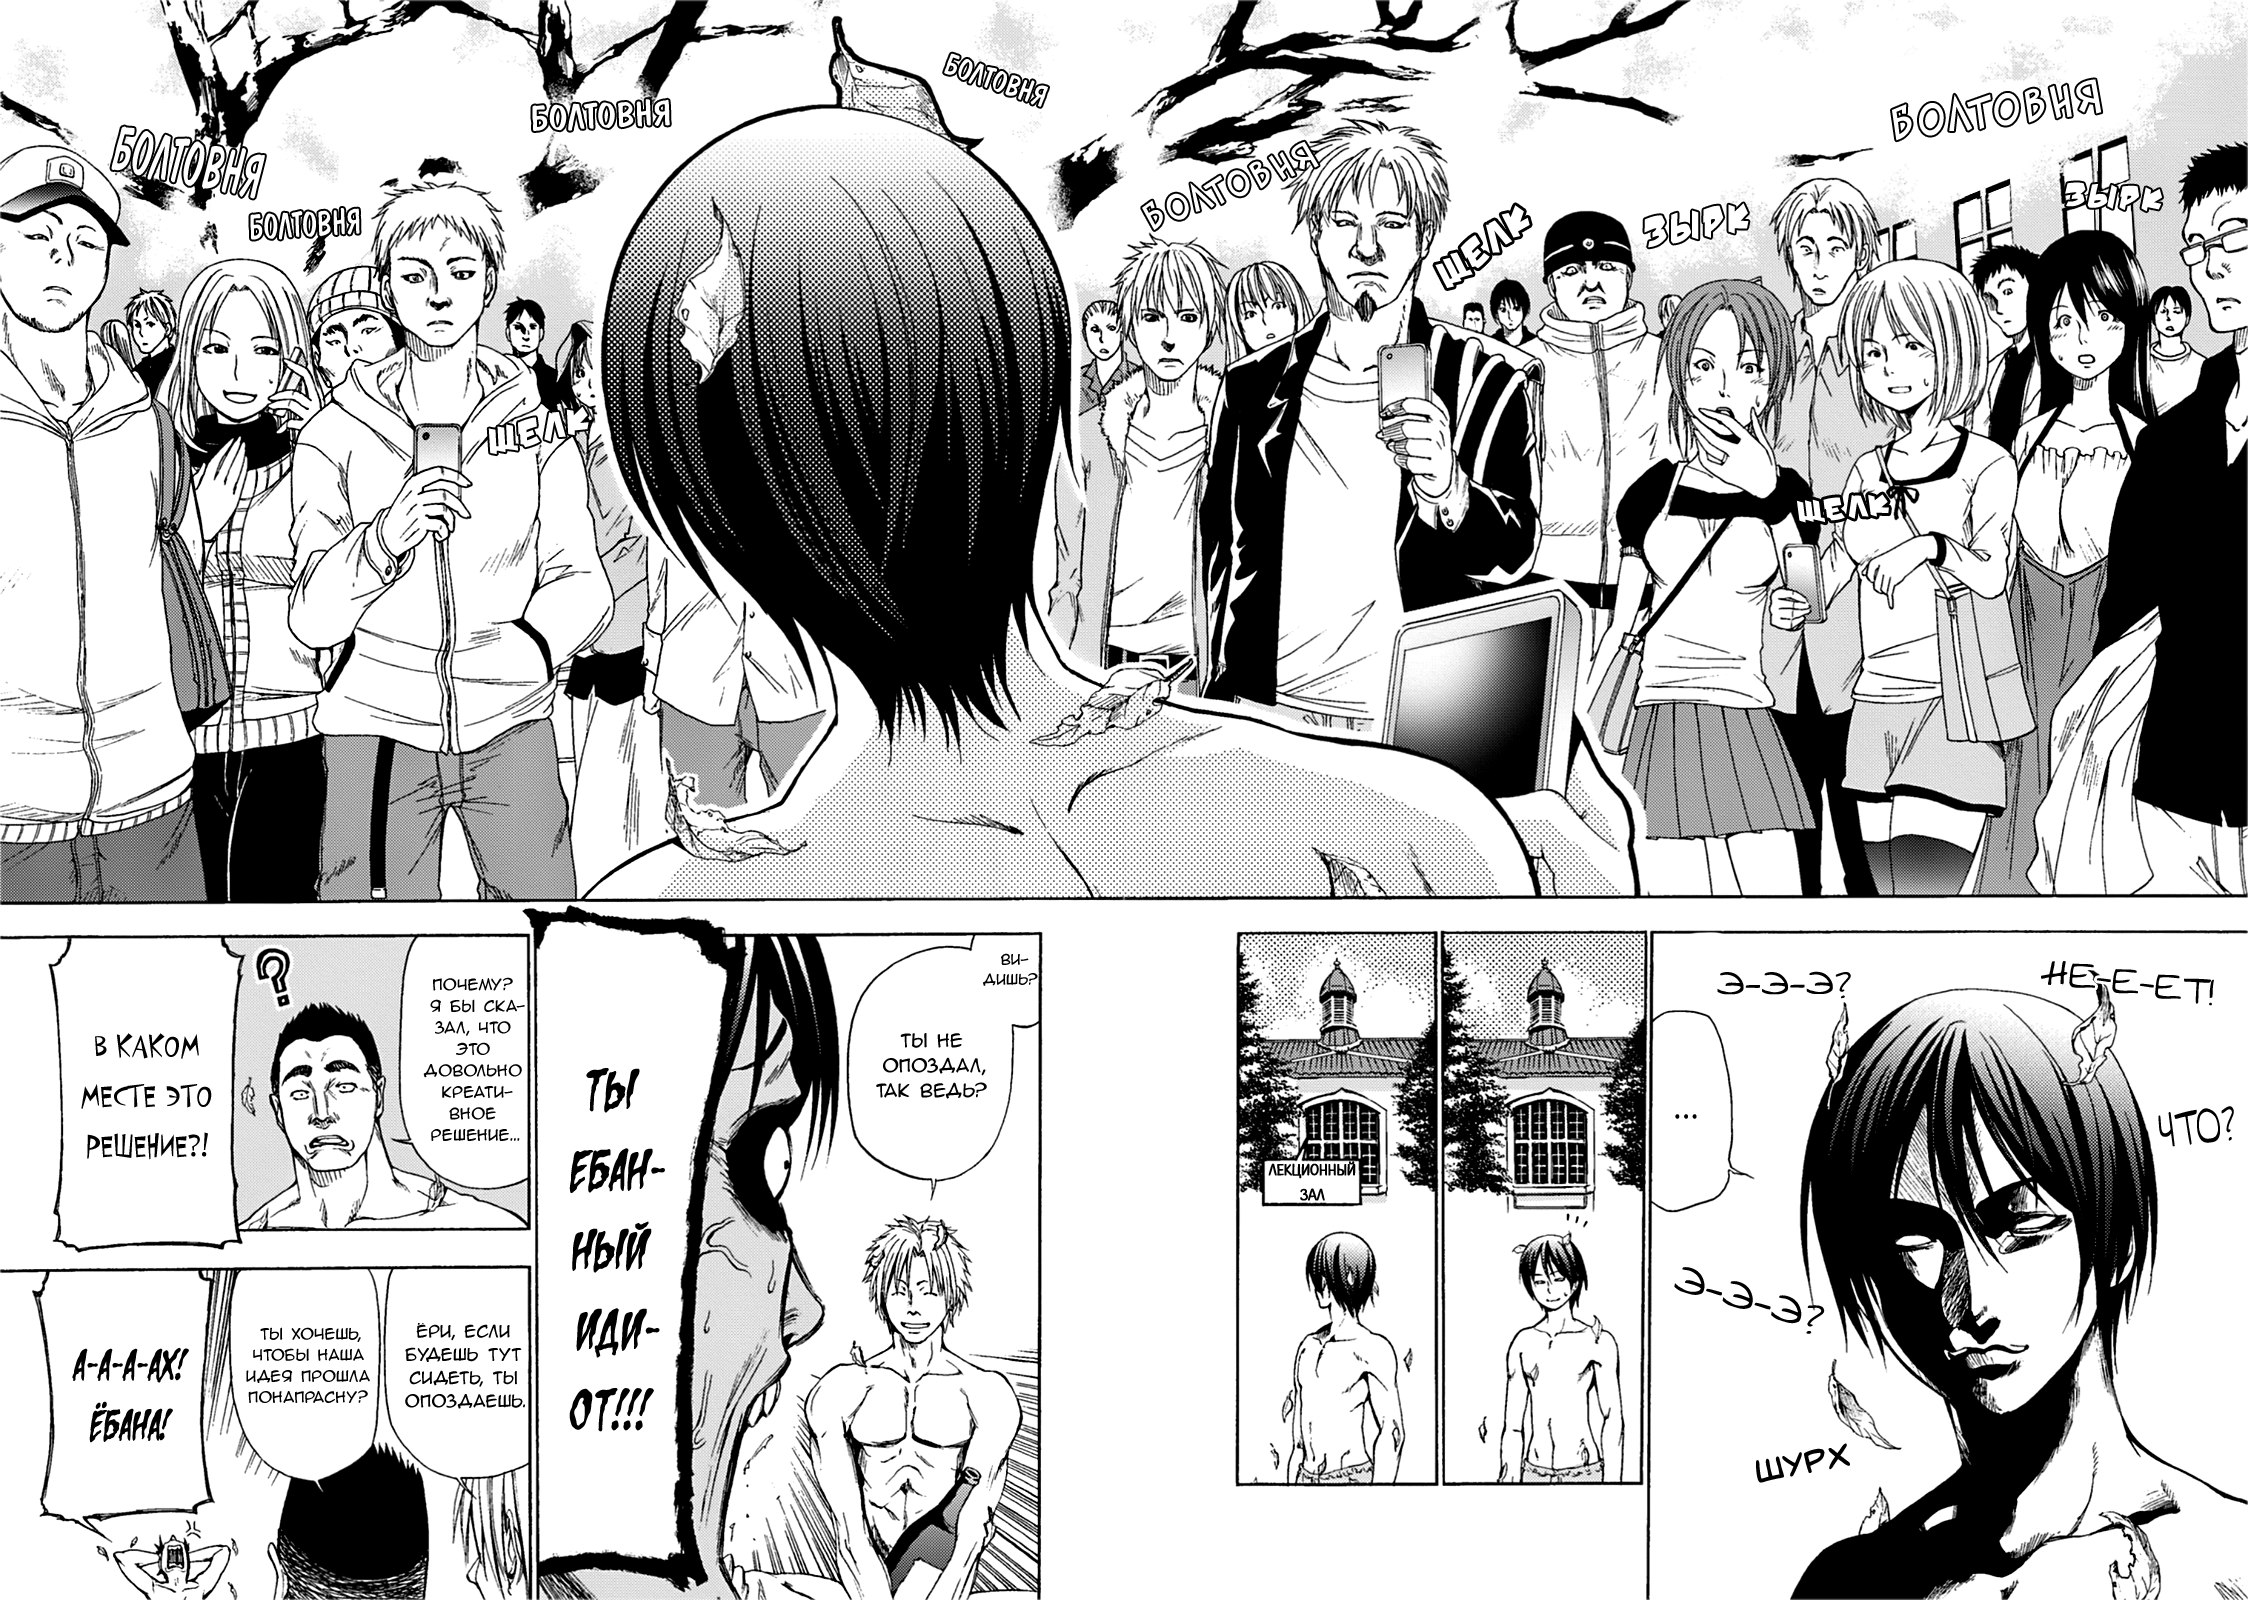 БОЛТОВНЯ
БОЛТОВНЯ
ЗЫРК
ЗЫРК
ЩЕЛК
ЩЕЛК
БОЛТОВНЯ
БОЛТОВНЯ
БОЛТОВНЯ
БОЛТОВНЯ
ЩЕЛК
НЕ-Е-ЕТ!
Э-Э-Э?
ЧТО?
...
Э-Э-Э?
ШУРХ
ЛЕКЦИОННЫЙ
ЗАЛ
ВИ-
ДИШЬ?
ТЫ НЕ
ОПОЗДАЛ,
ТАК ВЕДЬ?
ТЫ
ЕБАН-
НЫЙ
ИДИ-
ОТ!!!
ПОЧЕМУ?
Я БЫ СКА-
ЗАЛ, ЧТО
ЭТО
ДОВОЛЬНО
КРЕАТИ-
ВНОЕ
РЕШЕНИЕ...
?
В КАКОМ
МЕСТЕ ЭТО
РЕШЕНИЕ?!
ЁРИ, ЕСЛИ
БУДЕШЬ ТУТ
СИДЕТЬ, ТЫ
ОПОЗДАЕШЬ.
ТЫ ХОЧЕШЬ,
ЧТОБЫ НАША
ИДЕЯ ПРОШЛА
ПОНАПРАСНУ?
А-А-А-АХ!
ЁБАНА!